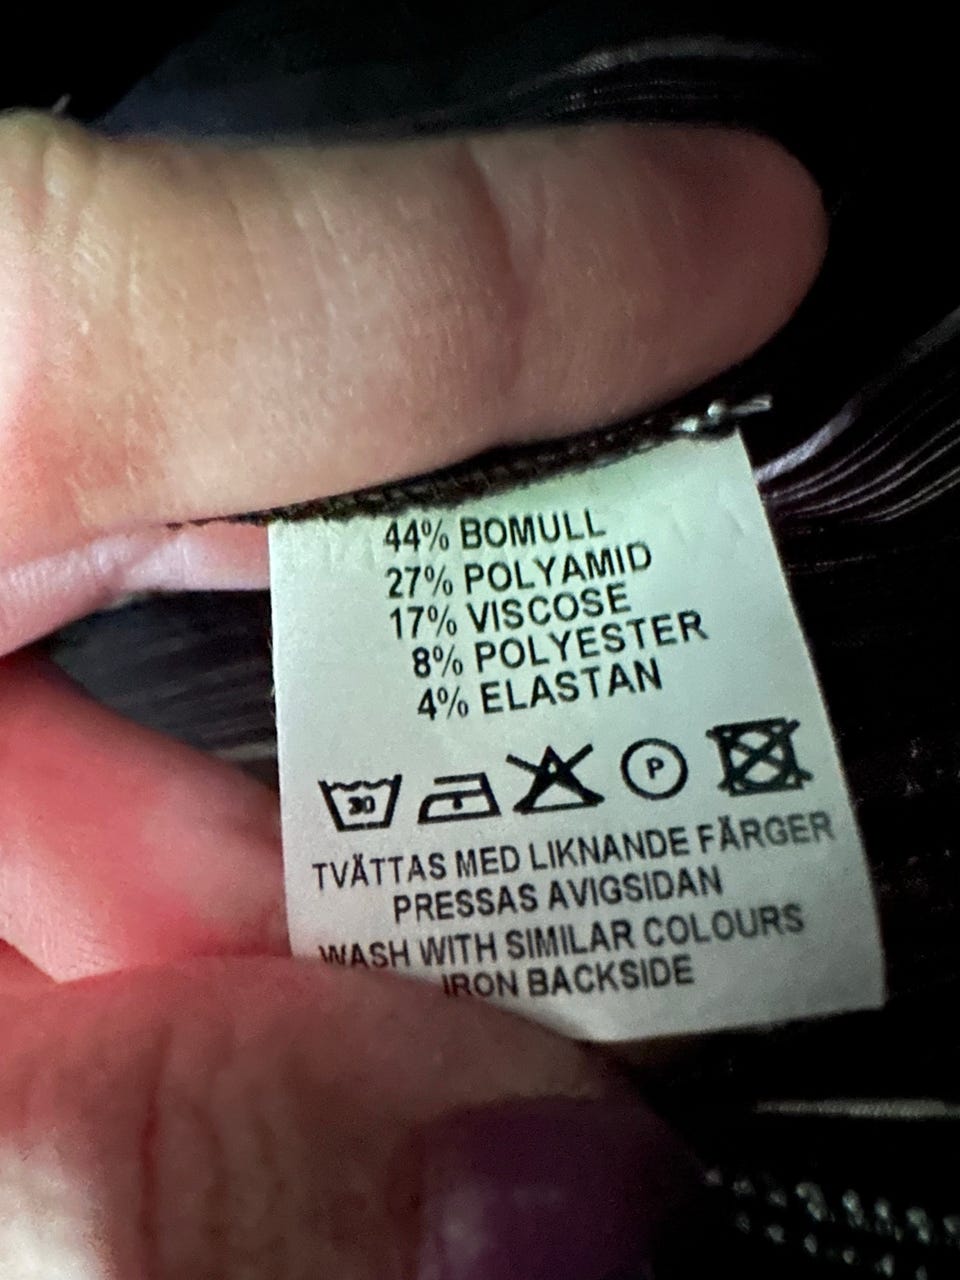 44% BOMULL
27% POLYAMID
17% VISCOSE
8% POLYESTER
4% ELASTAN
30 P
TVÄTTAS MED LIKNANDE FÄRGER
PRESSAS AVIGSIDAN
WASH WITH SIMILAR COLOURS
IRON BACKSIDE